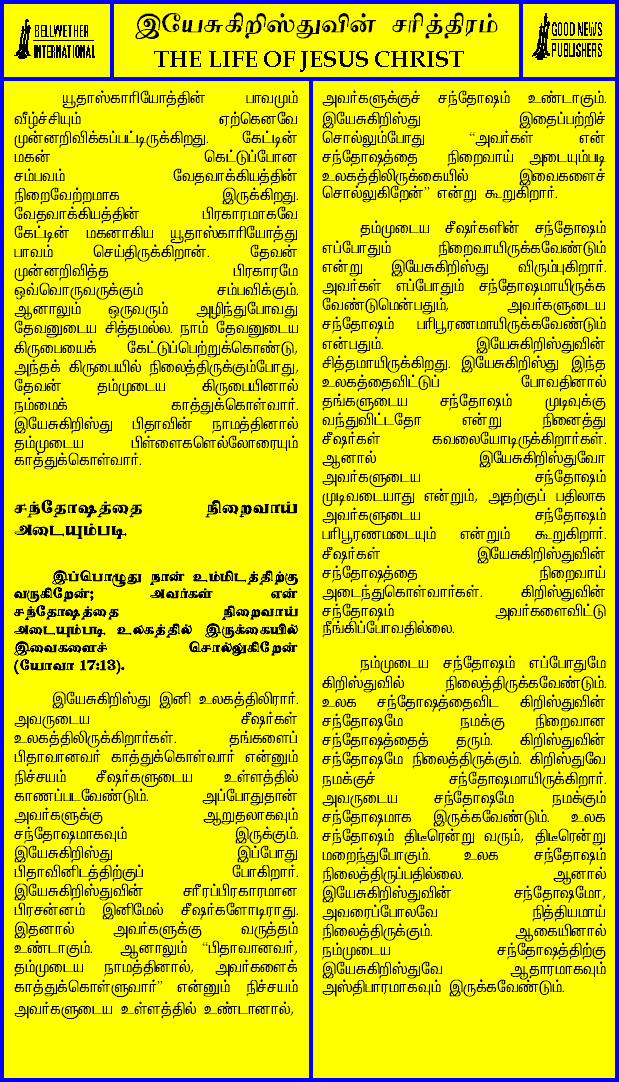 BELLWETHER
INTERNATIONAL
இயேசுகிறிஸ்துவின் சரித்திரம்
THE LIFE OF JESUS CHRIST
GOOD NEWS
PUBLISHERS
யூதாஸ்காரியோத்தின் பாவமும்
வீழ்ச்சியும் ஏற்கெனவே
முன்னறிவிக்கப்பட்டிருக்கிறது. கேட்டின்
மகன் கெட்டுப்போன
சம்பவம் வேதவாக்கியத்தின்
நிறைவேற்றமாக இருக்கிறது.
வேதவாக்கியத்தின் பிரகாரமாகவே
கேட்டின் மகனாகிய யூதாஸ்காரியோத்து
பாவம் செய்திருக்கிறான். தேவன்
முன்னறிவித்த பிரகாரமே
ஒவ்வொருவருக்கும் சம்பவிக்கும்.
ஆனாலும் ஒருவரும் அழிந்துபோவது
தேவனுடைய சித்தமல்ல. நாம் தேவனுடைய
கிருபையைக் கேட்டுப்பெற்றுக்கொண்டு,
அந்தக் கிருபையில் நிலைத்திருக்கும்போது,
தேவன் தம்முடைய கிருபையினால்
நம்மைக் காத்துக்கொள்வார்.
இயேசுகிறிஸ்து பிதாவின் நாமத்தினால்
தம்முடைய பிள்ளைகளெல்லோரையும்
காத்துக்கொள்வார்.
சந்தோஷத்தை நிறைவாய்
அடையும்படி
இப்பொழுது நான் உம்மிடத்திற்கு
வருகிறேன்; அவர்கள் என்
சந்தோஷத்தை நிறைவாய்
அடையும்படி உலகத்தில் இருக்கையில்
இவைகளைச் சொல்லுகிறேன்
(யோவா 17:13).
இயேசுகிறிஸ்து இனி உலகத்திலிரார்.
அவருடைய சீஷர்கள்
உலகத்திலிருக்கிறார்கள். தங்களைப்
பிதாவானவர் காத்துக்கொள்வார் என்னும்
நிச்சயம் சீஷர்களுடைய உள்ளத்தில்
காணப்படவேண்டும். அப்போதுதான்
அவர்களுக்கு ஆறுதலாகவும்
சந்தோஷமாகவும் இருக்கும்.
இயேசுகிறிஸ்து இப்போது
பிதாவினிடத்திற்குப் போகிறார்.
இயேசுகிறிஸ்துவின் சரீரப்பிரகாரமான
பிரசன்னம் இனிமேல் சீஷர்களோடிராது.
இதனால் அவர்களுக்கு வருத்தம்
உண்டாகும். ஆனாலும் “பிதாவானவர்,
தம்முடைய நாமத்தினால், அவர்களைக்
காத்துக்கொள்ளுவார்” என்னும் நிச்சயம்
அவர்களுடைய உள்ளத்தில் உண்டானால்,
அவர்களுக்குச் சந்தோஷம் உண்டாகும்.
இயேசுகிறிஸ்து இதைப்பற்றிச்
சொல்லும்போது “அவர்கள் என்
சந்தோஷத்தை நிறைவாய் அடையும்படி
உலகத்திலிருக்கையில் இவைகளைச்
சொல்லுகிறேன்” என்று கூறுகிறார்.
தம்முடைய சீஷர்களின் சந்தோஷம்
எப்போதும் நிறைவாயிருக்கவேண்டும்
என்று இயேசுகிறிஸ்து விரும்புகிறார்.
அவர்கள் எப்போதும் சந்தோஷமாயிருக்க
வேண்டுமென்பதும், அவர்களுடைய
சந்தோஷம் பரிபூரணமாயிருக்கவேண்டும்
என்பதும். இயேசுகிறிஸ்துவின்
சித்தமாயிருக்கிறது. இயேசுகிறிஸ்து இந்த
உலகத்தைவிட்டுப் போவதினால்
தங்களுடைய சந்தோஷம் முடிவுக்கு
வந்துவிட்டதோ என்று நினைத்து
சீஷர்கள் கவலையோடிருக்கிறார்கள்.
ஆனால் இயேசுகிறிஸ்துவோ
அவர்களுடைய சந்தோஷம்
முடிவடையாது என்றும், அதற்குப் பதிலாக
அவர்களுடைய சந்தோஷம்
பரிபூரணமடையும் என்றும் கூறுகிறார்.
சீஷர்கள் இயேசுகிறிஸ்துவின்
சந்தோஷத்தை நிறைவாய்
அடைந்துகொள்வார்கள். கிறிஸ்துவின்
சந்தோஷம் அவர்களைவிட்டு
நீங்கிப்போவதில்லை.
நம்முடைய சந்தோஷம் எப்போதுமே
கிறிஸ்துவில் நிலைத்திருக்கவேண்டும்.
உலக சந்தோஷத்தைவிட கிறிஸ்துவின்
சந்தோஷமே நமக்கு நிறைவான
சந்தோஷத்தைத் தரும். கிறிஸ்துவின்
சந்தோஷமே நிலைத்திருக்கும். கிறிஸ்துவே
நமக்குச் சந்தோஷமாயிருக்கிறார்.
அவருடைய சந்தோஷமே நமக்கும்
சந்தோஷமாக இருக்கவேண்டும். உலக
சந்தோஷம் திடீரென்று வரும், திடீரென்று
மறைந்துபோகும். உலக சந்தோஷம்
நிலைத்திருப்பதில்லை. ஆனால்
இயேசுகிறிஸ்துவின் சந்தோஷமோ,
அவரைப்போலவே நித்தியமாய்
நிலைத்திருக்கும். ஆகையினால்
நம்முடைய சந்தோஷத்திற்கு
இயேசுகிறிஸ்துவே ஆதாரமாகவும்
அஸ்திபாரமாகவும் இருக்கவேண்டும்.